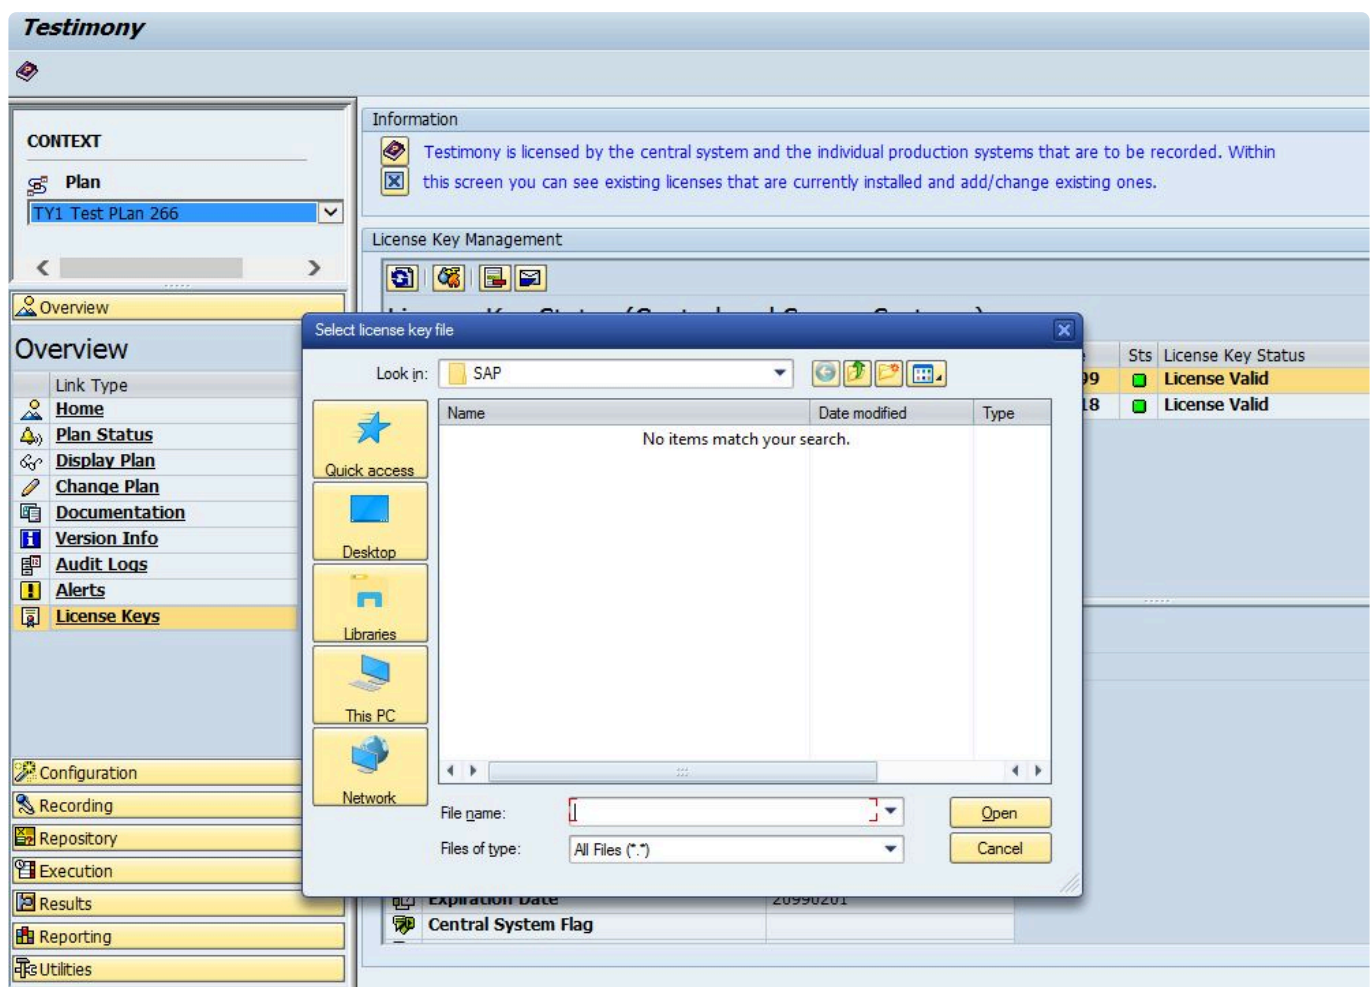 Testimony
CONTEXT
Plan
TY1 Test PLan 266
Overview
Overview
Link Type
Home
Plan Status
Display Plan
Change Plan
Documentation
Version Info
Audit Logs
Alerts
License Keys
Configuration
Recording
Repository
Execution
Results
Reporting
Utilities
Information
Testimony is licensed by the central system and the individual production systems that are to be recorded. Within
this screen you can see existing licenses that are currently installed and add/change existing ones.
License Key Management
Sts License Key Status
99 License Valid
18 License Valid
Select license key file
Look in: SAP
Quick access
Desktop
Libraries
This PC
Network
Name Date modified Type
No items match your search.
File name:
Open
Files of type: All Files (*.*)
Cancel
Expiration Date 20990201
Central System Flag